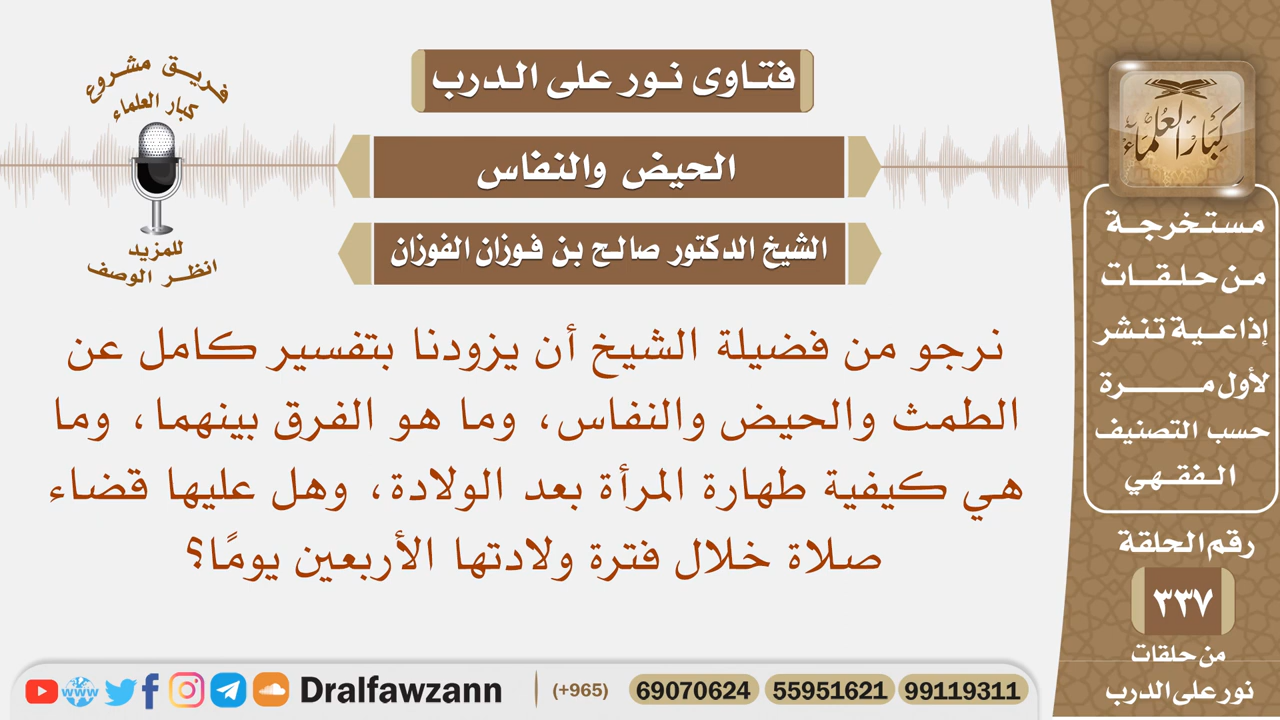 فتاوى نور على الدرب
الحيض والنفاس
الشيخ الدكتور صالح بن فوزان الفوزان
فريق مشروع
كبار العلماء
للمزيد
انظر الوصف
نرجو من فضيلة الشيخ أن يزودنا بتفسير كامل عن
الطمث والحيض والنفاس، وما هو الفرق بينهما، وما
هي كيفية طهارة المرأة بعد الولادة، وهل عليها قضاء
صلاة خلال فترة ولادتها الأربعين يومًا؟
كبار العلماء
مستخرجة
من حلقات
إذاعية تنشر
لأول مرة
حسب التصنيف
الفقهي
رقم الحلقة
٣٣٧
من حلقات
نور على الدرب
www Dralfawzann (+965) 69070624 55951621 99119311